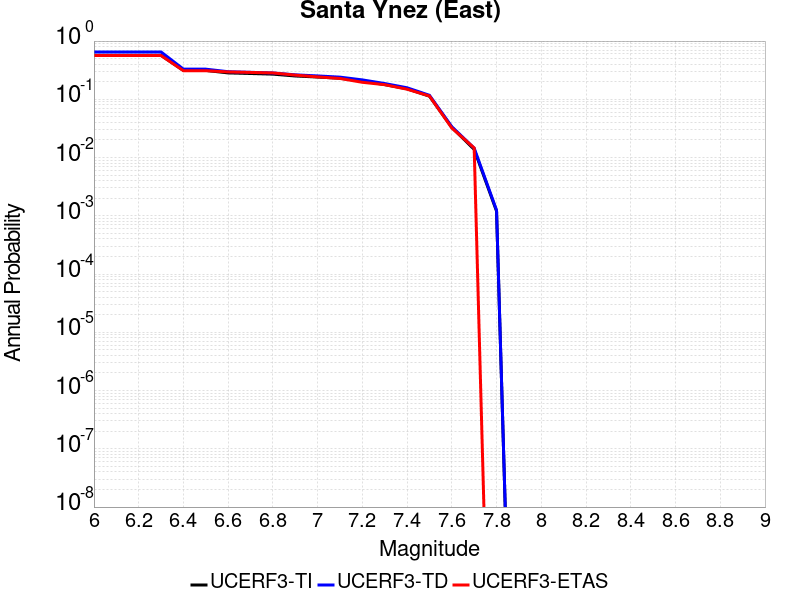 Santa Ynez (East)
10^0
10^-1
10^-2
10^-3
10^-4
10^-5
10^-6
10^-7
10^-8
Annual Probability
6 6.2 6.4 6.6 6.8 7 7.2 7.4 7.6 7.8 8 8.2 8.4 8.6 8.8 9
Magnitude
UCERF3-TI UCERF3-TD UCERF3-ETAS